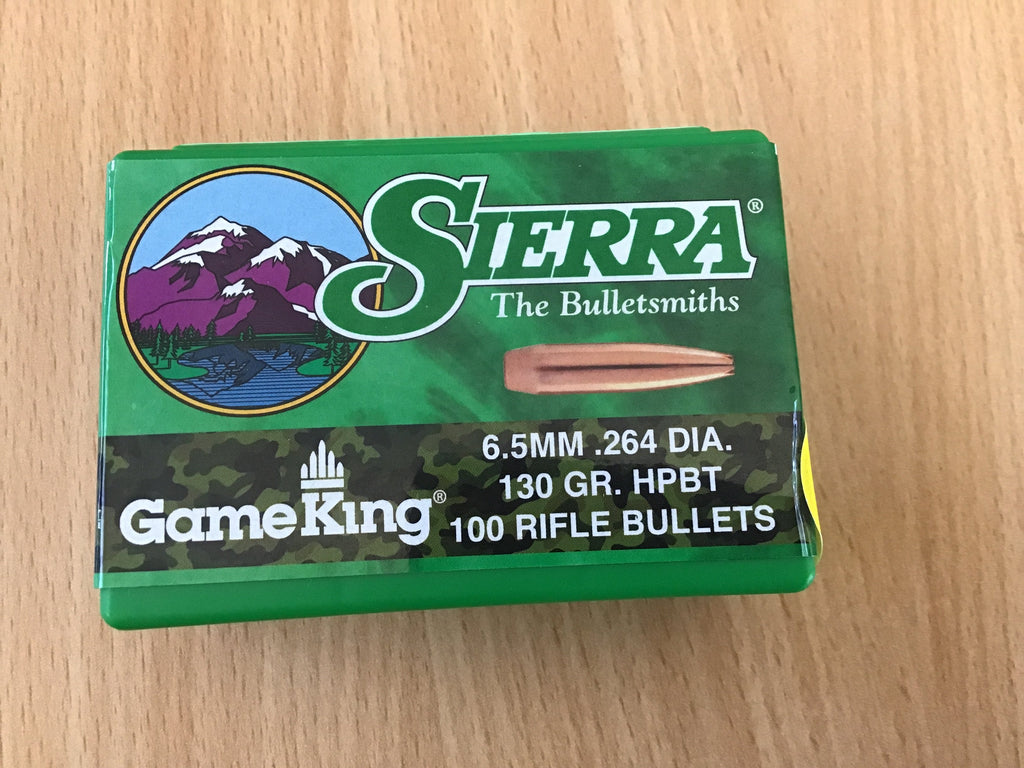 SIERRA®
The Bulletsmiths
6.5MM .264 DIA.
130 GR. HPBT
GameKing®
100 RIFLE BULLETS